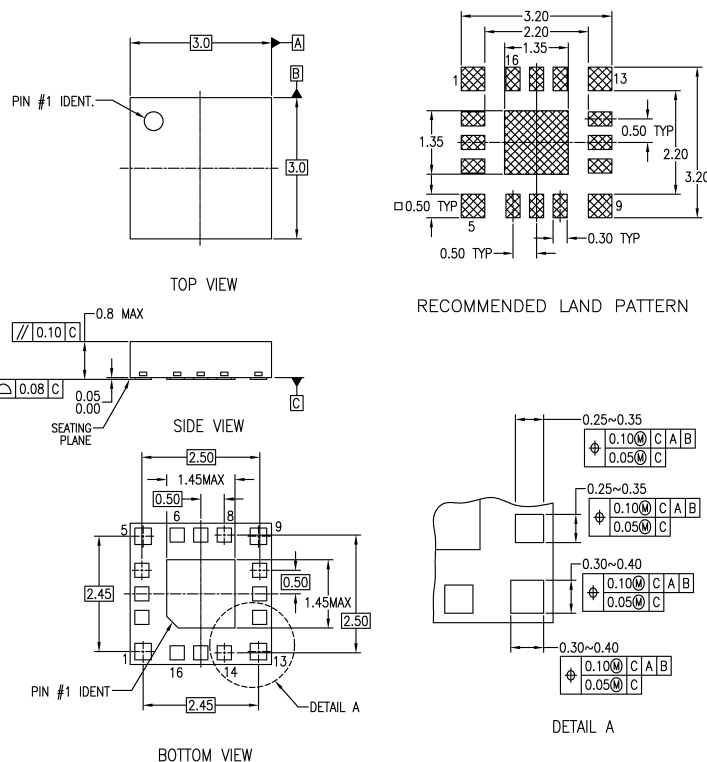 3.0
A
B
PIN #1 IDENT.
3.0
TOP VIEW
3.20
2.20
1.35
16
1
13
0.50 TYP
1.35
2.20
3.20
□0.50 TYP
9
5
0.30 TYP
0.50 TYP
RECOMMENDED LAND PATTERN
0.8 MAX
// 0.10 C
0.08 C
0.05
0.00
C
SEATING
PLANE
SIDE VIEW
2.50
1.45MAX
0.50
5
6
8
9
0.50
2.45
1.45MAX
2.50
1
16
14
13
PIN #1 IDENT
2.45
DETAIL A
BOTTOM VIEW
0.25~0.35
⌖ 0.10Ⓜ C A B
0.05Ⓜ C
0.25~0.35
⌖ 0.10Ⓜ C A B
0.05Ⓜ C
0.30~0.40
⌖ 0.10Ⓜ C A B
0.05Ⓜ C
0.30~0.40
⌖ 0.10Ⓜ C A B
0.05Ⓜ C
DETAIL A